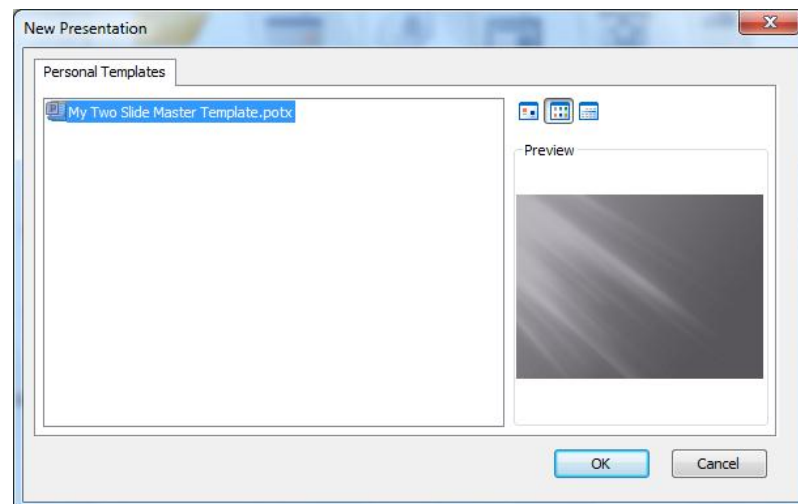 New Presentation
Personal Templates
My Two Slide Master Template.potx
Preview
OK
Cancel